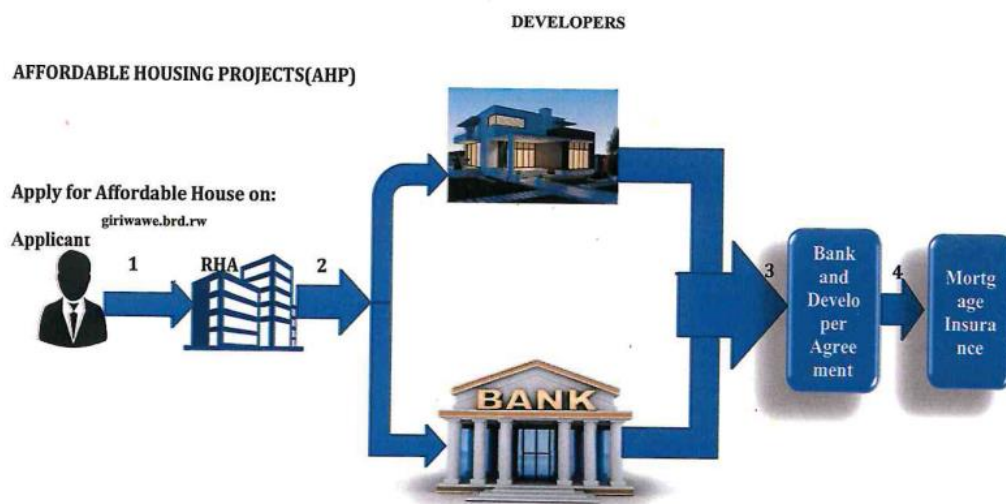 DEVELOPERS
AFFORDABLE HOUSING PROJECTS(AHP)
Apply for Affordable House on:
giriwawe.brd.rw
Applicant
1
RHA
2
BANK
3
Bank
and
Develo
per
Agree
ment
4
Mortg
age
Insura
nce